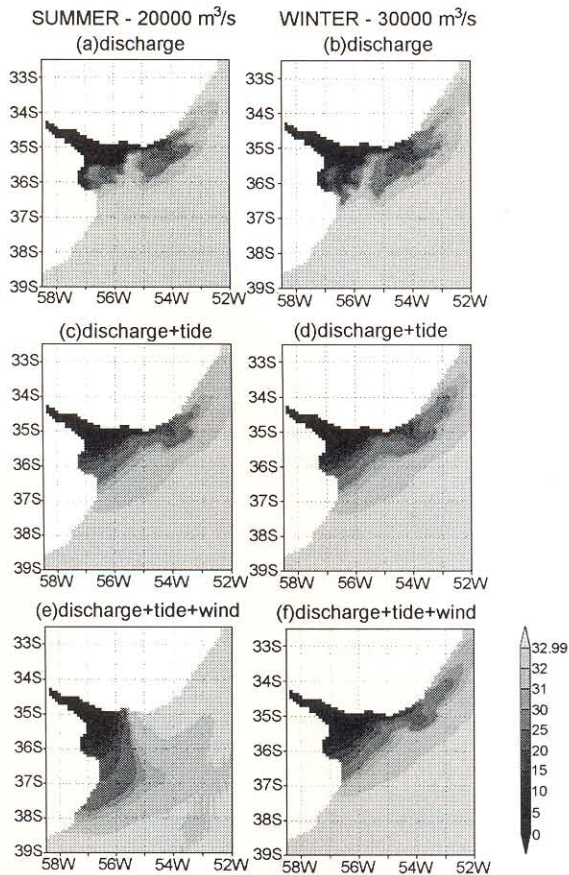 SUMMER - 20000 m³/s
WINTER - 30000 m³/s
(a)discharge
(b)discharge
33S
34S
35S
36S
37S
38S
39S
58W 56W 54W 52W
33S
34S
35S
36S
37S
38S
39S
58W 56W 54W 52W
(c)discharge+tide
(d)discharge+tide
33S
34S
35S
36S
37S
38S
39S
58W 56W 54W 52W
33S
34S
35S
36S
37S
38S
39S
58W 56W 54W 52W
(e)discharge+tide+wind
(f)discharge+tide+wind
33S
34S
35S
36S
37S
38S
39S
58W 56W 54W 52W
33S
34S
35S
36S
37S
38S
39S
58W 56W 54W 52W
32.99
32
31
30
25
20
15
10
5
0